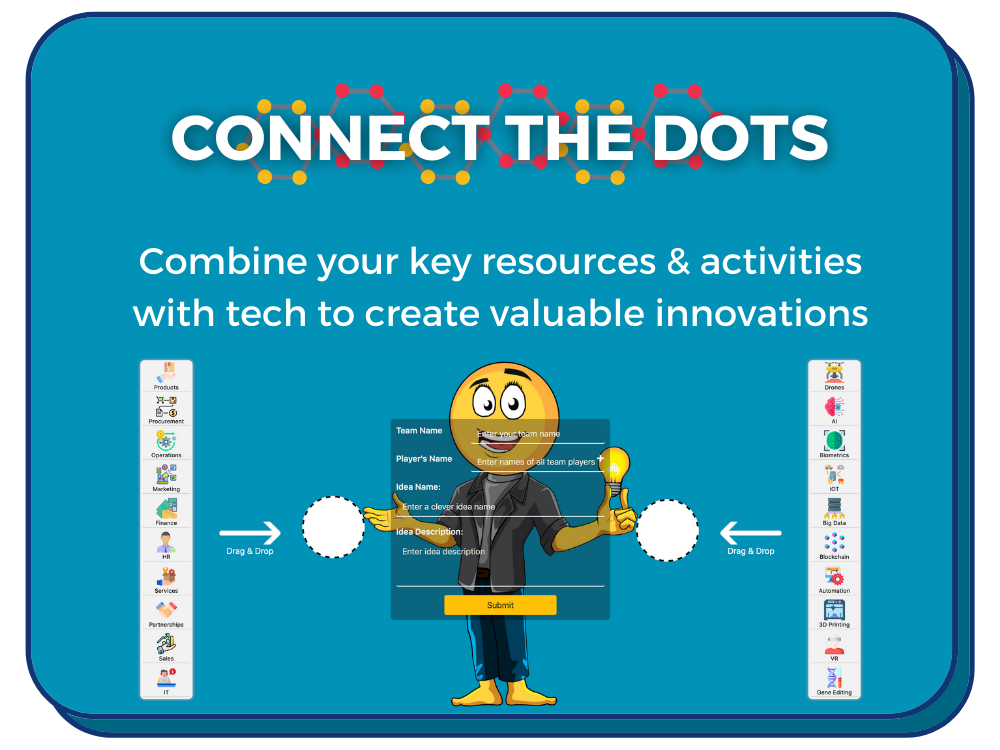 CONNECT THE DOTS
Combine your key resources & activities
with tech to create valuable innovations
Products
Procurement
Operations
Marketing
Finance
HR
Services
Partnerships
Sales
IT
Drag & Drop
Team Name
Enter your team name
Player's Name
Enter names of all team players
+
Idea Name:
Enter a clever idea name
Idea Description:
Enter idea description
Submit
Drag & Drop
Drones
AI
Biometrics
IOT
Big Data
Blockchain
Automation
3D Printing
VR
Gene Editing